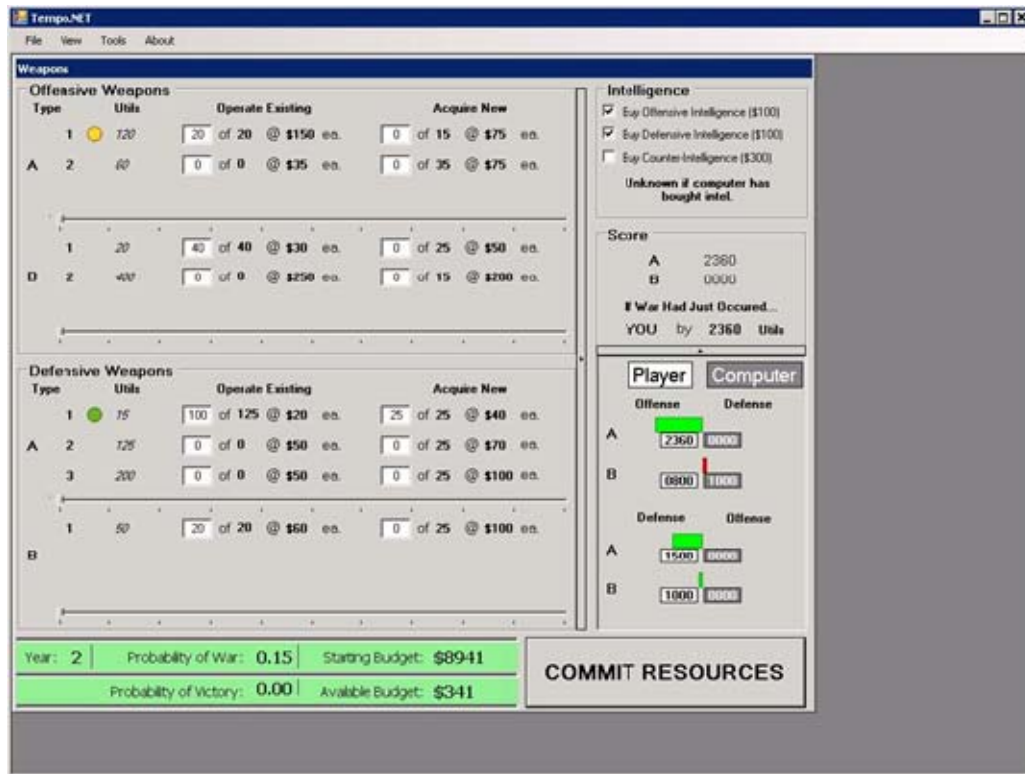 Tempo.NET
File View Tools About
Weapons
Offensive Weapons
Type Utils Operate Existing Acquire New
1 120 20 of 20 @ $150 ea. 0 of 15 @ $75 ea.
A 2 60 0 of 0 @ $35 ea. 0 of 35 @ $75 ea.
1 20 40 of 40 @ $30 ea. 0 of 25 @ $50 ea.
D 2 400 0 of 0 @ $250 ea. 0 of 15 @ $200 ea.
Defensive Weapons
Type Utils Operate Existing Acquire New
1 15 100 of 125 @ $20 ea. 25 of 25 @ $40 ea.
A 2 125 0 of 0 @ $50 ea. 0 of 25 @ $70 ea.
3 200 0 of 0 @ $50 ea. 0 of 25 @ $100 ea.
1 50 20 of 20 @ $60 ea. 0 of 25 @ $100 ea.
B
Intelligence
Buy Offensive Intelligence ($100)
Buy Defensive Intelligence ($100)
Buy Counter-Intelligence ($300)
Unknown if computer has
bought intel.
Score
A 2360
B 0000
If War Had Just Occured...
YOU by 2360 Utils
Player Computer
Offense Defense
A 2360 0000
B 0800 1000
Defense Offense
A 1500 0000
B 1000 0000
Year: 2 Probability of War: 0.15 Starting Budget: $8941
Probability of Victory: 0.00 Available Budget: $341
COMMIT RESOURCES